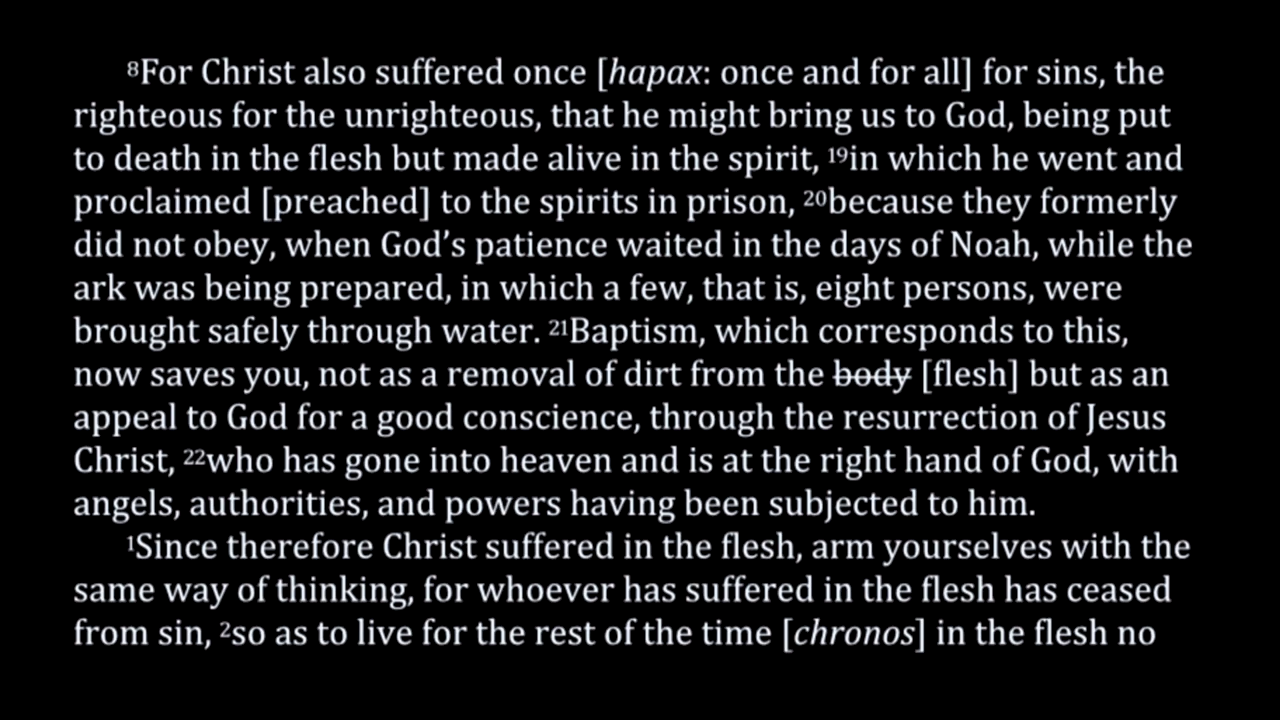 ⁸For Christ also suffered once [hapax: once and for all] for sins, the
righteous for the unrighteous, that he might bring us to God, being put
to death in the flesh but made alive in the spirit, ¹⁹in which he went and
proclaimed [preached] to the spirits in prison, ²⁰because they formerly
did not obey, when God’s patience waited in the days of Noah, while the
ark was being prepared, in which a few, that is, eight persons, were
brought safely through water. ²¹Baptism, which corresponds to this,
now saves you, not as a removal of dirt from the body [flesh] but as an
appeal to God for a good conscience, through the resurrection of Jesus
Christ, ²²who has gone into heaven and is at the right hand of God, with
angels, authorities, and powers having been subjected to him.
¹Since therefore Christ suffered in the flesh, arm yourselves with the
same way of thinking, for whoever has suffered in the flesh has ceased
from sin, ²so as to live for the rest of the time [chronos] in the flesh no